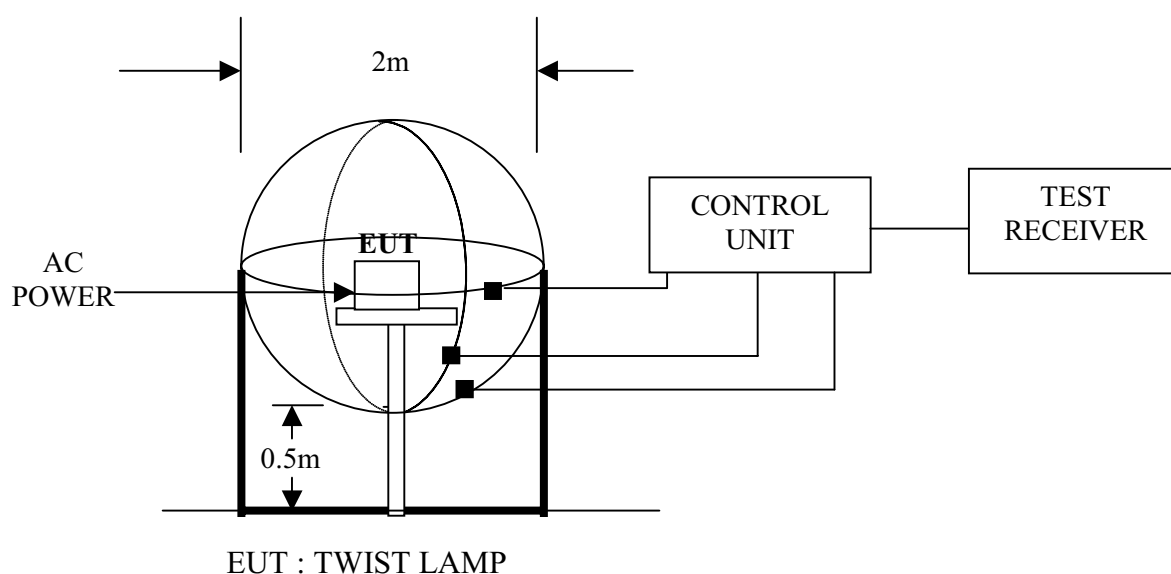 2m
EUT
CONTROL
UNIT
TEST
RECEIVER
AC
POWER
0.5m
EUT : TWIST LAMP